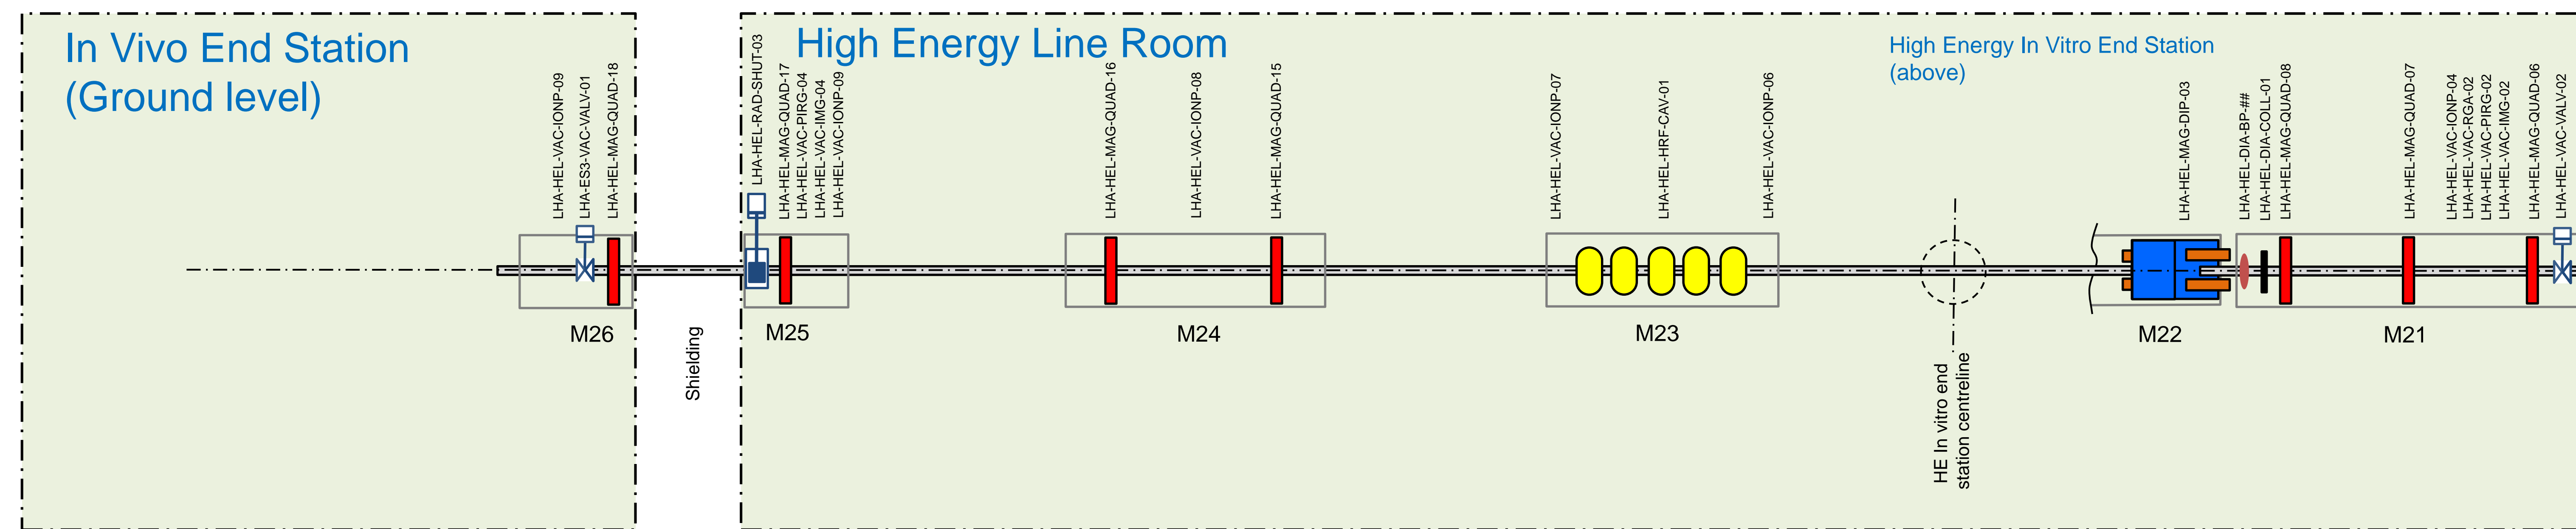 In Vivo End Station
(Ground level)
High Energy Line Room
High Energy In Vitro End Station
(above)
LHA-HEL-VAC-IONP-09
LHA-ES3-VAC-VALV-01
LHA-HEL-MAG-QUAD-18
LHA-HEL-RAD-SHUT-03
LHA-HEL-MAG-QUAD-17
LHA-HEL-VAC-PIRG-04
LHA-HEL-VAC-IMG-04
LHA-HEL-VAC-IONP-09
LHA-HEL-MAG-QUAD-16
LHA-HEL-VAC-IONP-08
LHA-HEL-MAG-QUAD-15
LHA-HEL-VAC-IONP-07
LHA-HEL-HRF-CAV-01
LHA-HEL-VAC-IONP-06
LHA-HEL-MAG-DIP-03
LHA-HEL-DIA-BP-##
LHA-HEL-DIA-COLL-01
LHA-HEL-MAG-QUAD-08
LHA-HEL-MAG-QUAD-07
LHA-HEL-VAC-IONP-04
LHA-HEL-VAC-RGA-02
LHA-HEL-VAC-PIRG-02
LHA-HEL-VAC-IMG-02
LHA-HEL-MAG-QUAD-06
LHA-HEL-VAC-VALV-02
M26
Shielding
M25
M24
M23
HE In vitro end
station centreline
M22
M21